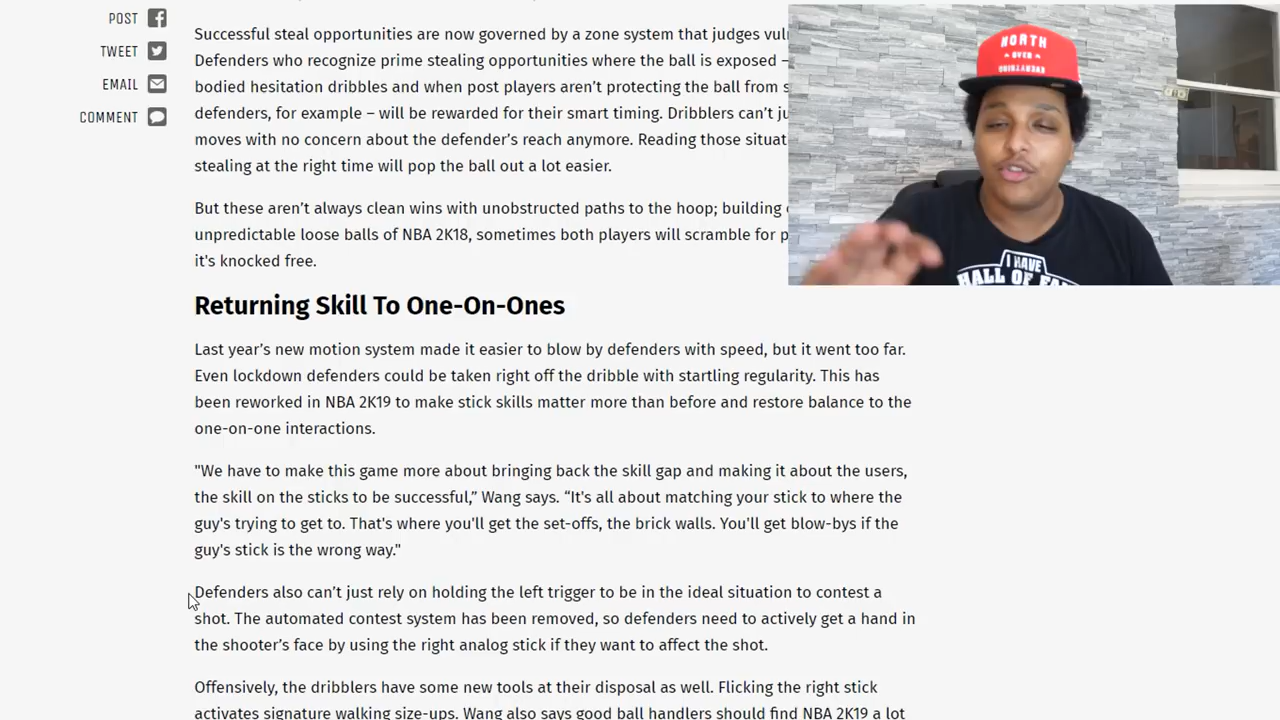 POST
TWEET
EMAIL
COMMENT
Successful steal opportunities are now governed by a zone system that judges
Defenders who recognize prime stealing opportunities where the ball is exposed –
bodied hesitation dribbles and when post players aren't protecting the ball from
defenders, for example – will be rewarded for their smart timing. Dribblers can't
moves with no concern about the defender's reach anymore. Reading those
stealing at the right time will pop the ball out a lot easier.
But these aren't always clean wins with unobstructed paths to the hoop; building
unpredictable loose balls of NBA 2K18, sometimes both players will scramble for
it's knocked free.
Returning Skill To One-On-Ones
Last year's new motion system made it easier to blow by defenders with speed, but it went too far.
Even lockdown defenders could be taken right off the dribble with startling regularity. This has
been reworked in NBA 2K19 to make stick skills matter more than before and restore balance to the
one-on-one interactions.
"We have to make this game more about bringing back the skill gap and making it about the users,
the skill on the sticks to be successful,” Wang says. “It's all about matching your stick to where the
guy's trying to get to. That's where you'll get the set-offs, the brick walls. You'll get blow-bys if the
guy's stick is the wrong way."
Defenders also can't just rely on holding the left trigger to be in the ideal situation to contest a
shot. The automated contest system has been removed, so defenders need to actively get a hand in
the shooter's face by using the right analog stick if they want to affect the shot.
Offensively, the dribblers have some new tools at their disposal as well. Flicking the right stick
activates signature walking size-ups. Wang also says good ball handlers should find NBA 2K19 a lot
NORTH
OVER
I HAVE
HALL OF